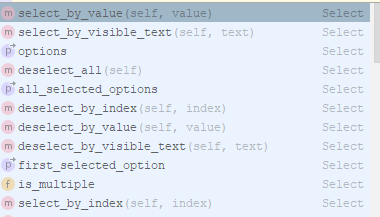 m select_by_value(self, value) Select
m select_by_visible_text(self, text) Select
p options Select
m deselect_all(self) Select
p all_selected_options Select
m deselect_by_index(self, index) Select
m deselect_by_value(self, value) Select
m deselect_by_visible_text(self, text) Select
p first_selected_option Select
f is_multiple Select
m select_by_index(self, index) Select